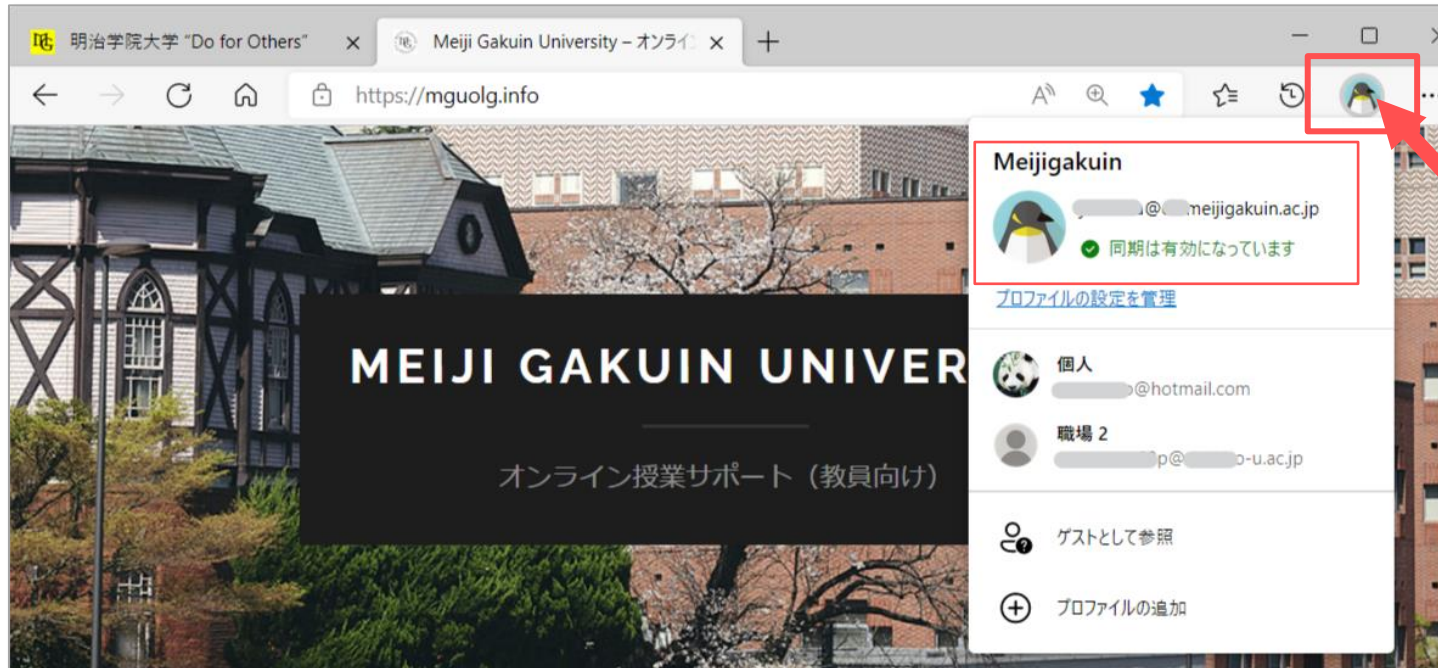 明治学院大学 “Do for Others”
Meiji Gakuin University – オンライ
https://mguolg.info
Meijigakuin
@ meijigakuin.ac.jp
同期は有効になっています
プロファイルの設定を管理
個人
@hotmail.com
職場 2
p@ o-u.ac.jp
ゲストとして参照
プロファイルの追加
MEIJI GAKUIN UNIVER
オンライン授業サポート（教員向け）